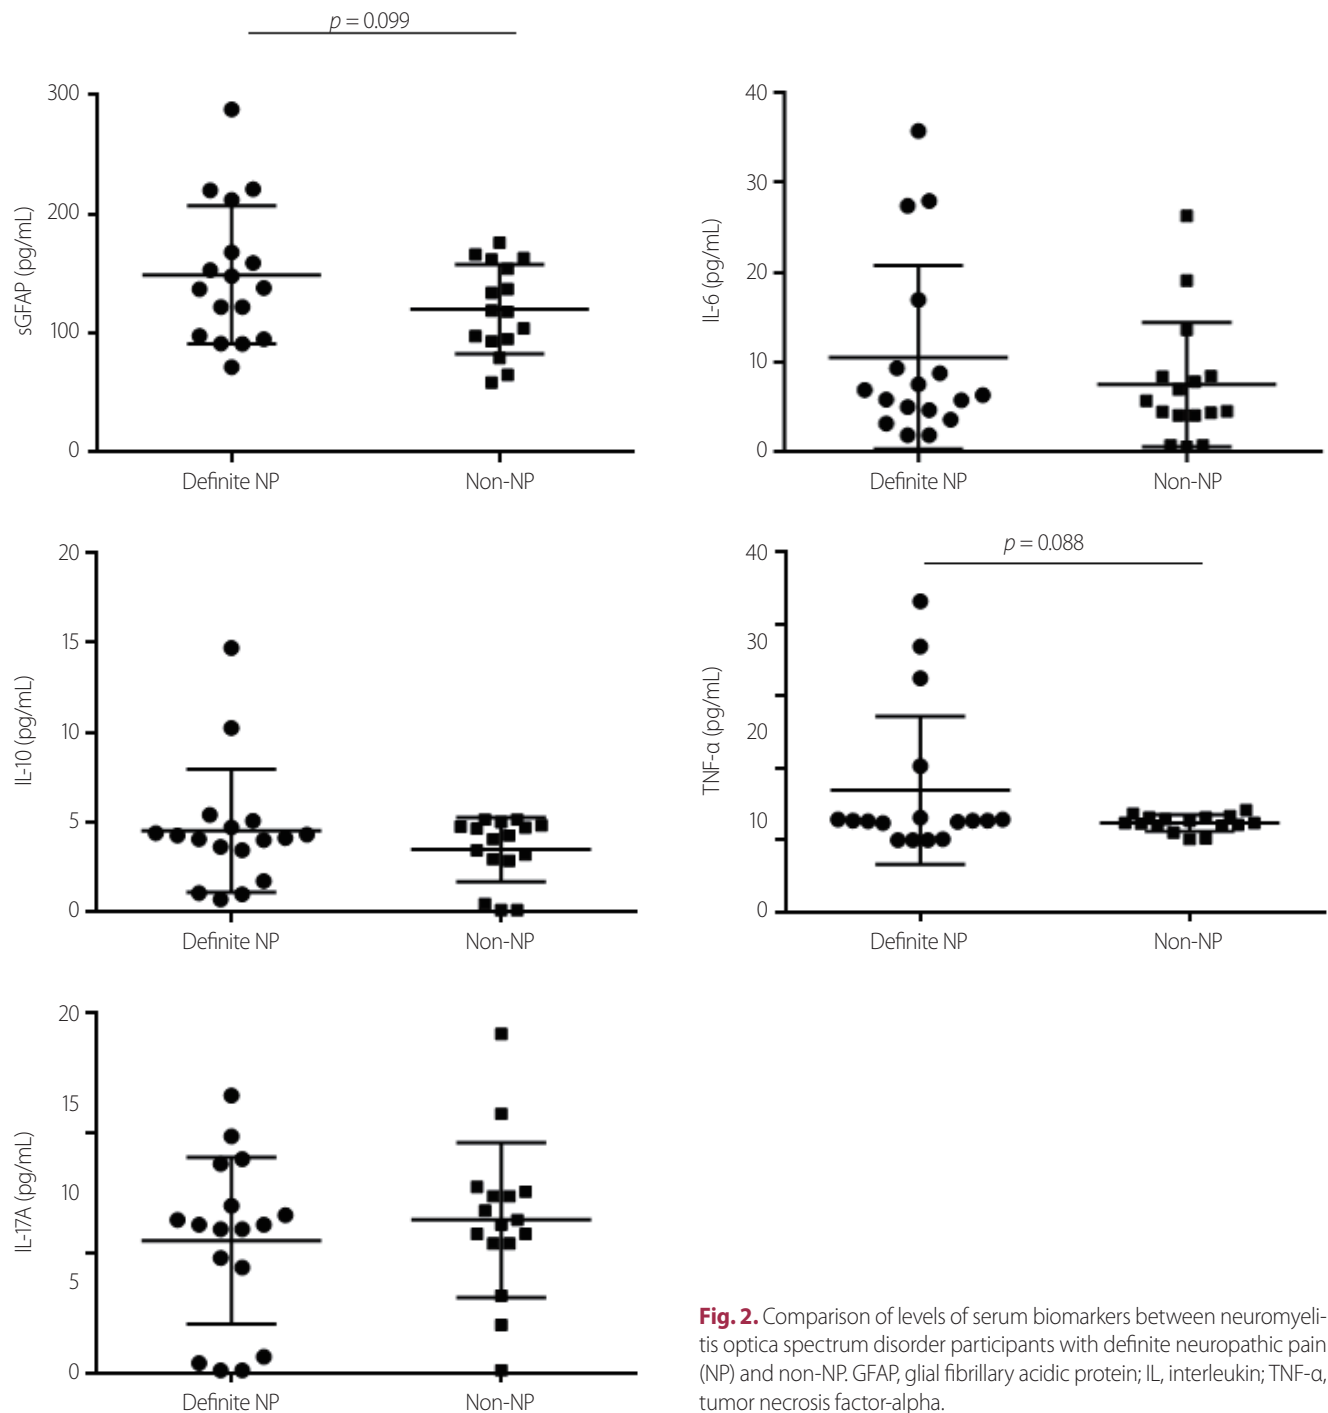 p = 0.099
300
200
100
0
sGFAP (pg/mL)
Definite NP
Non-NP
40
30
20
10
0
IL-6 (pg/mL)
Definite NP
Non-NP
20
15
10
5
0
IL-10 (pg/mL)
Definite NP
Non-NP
p = 0.088
40
30
20
10
0
TNF-α (pg/mL)
Definite NP
Non-NP
20
15
10
5
0
IL-17A (pg/mL)
Definite NP
Non-NP
Fig. 2. Comparison of levels of serum biomarkers between neuromyeli-
tis optica spectrum disorder participants with definite neuropathic pain
(NP) and non-NP. GFAP, glial fibrillary acidic protein; IL, interleukin; TNF-α,
tumor necrosis factor-alpha.